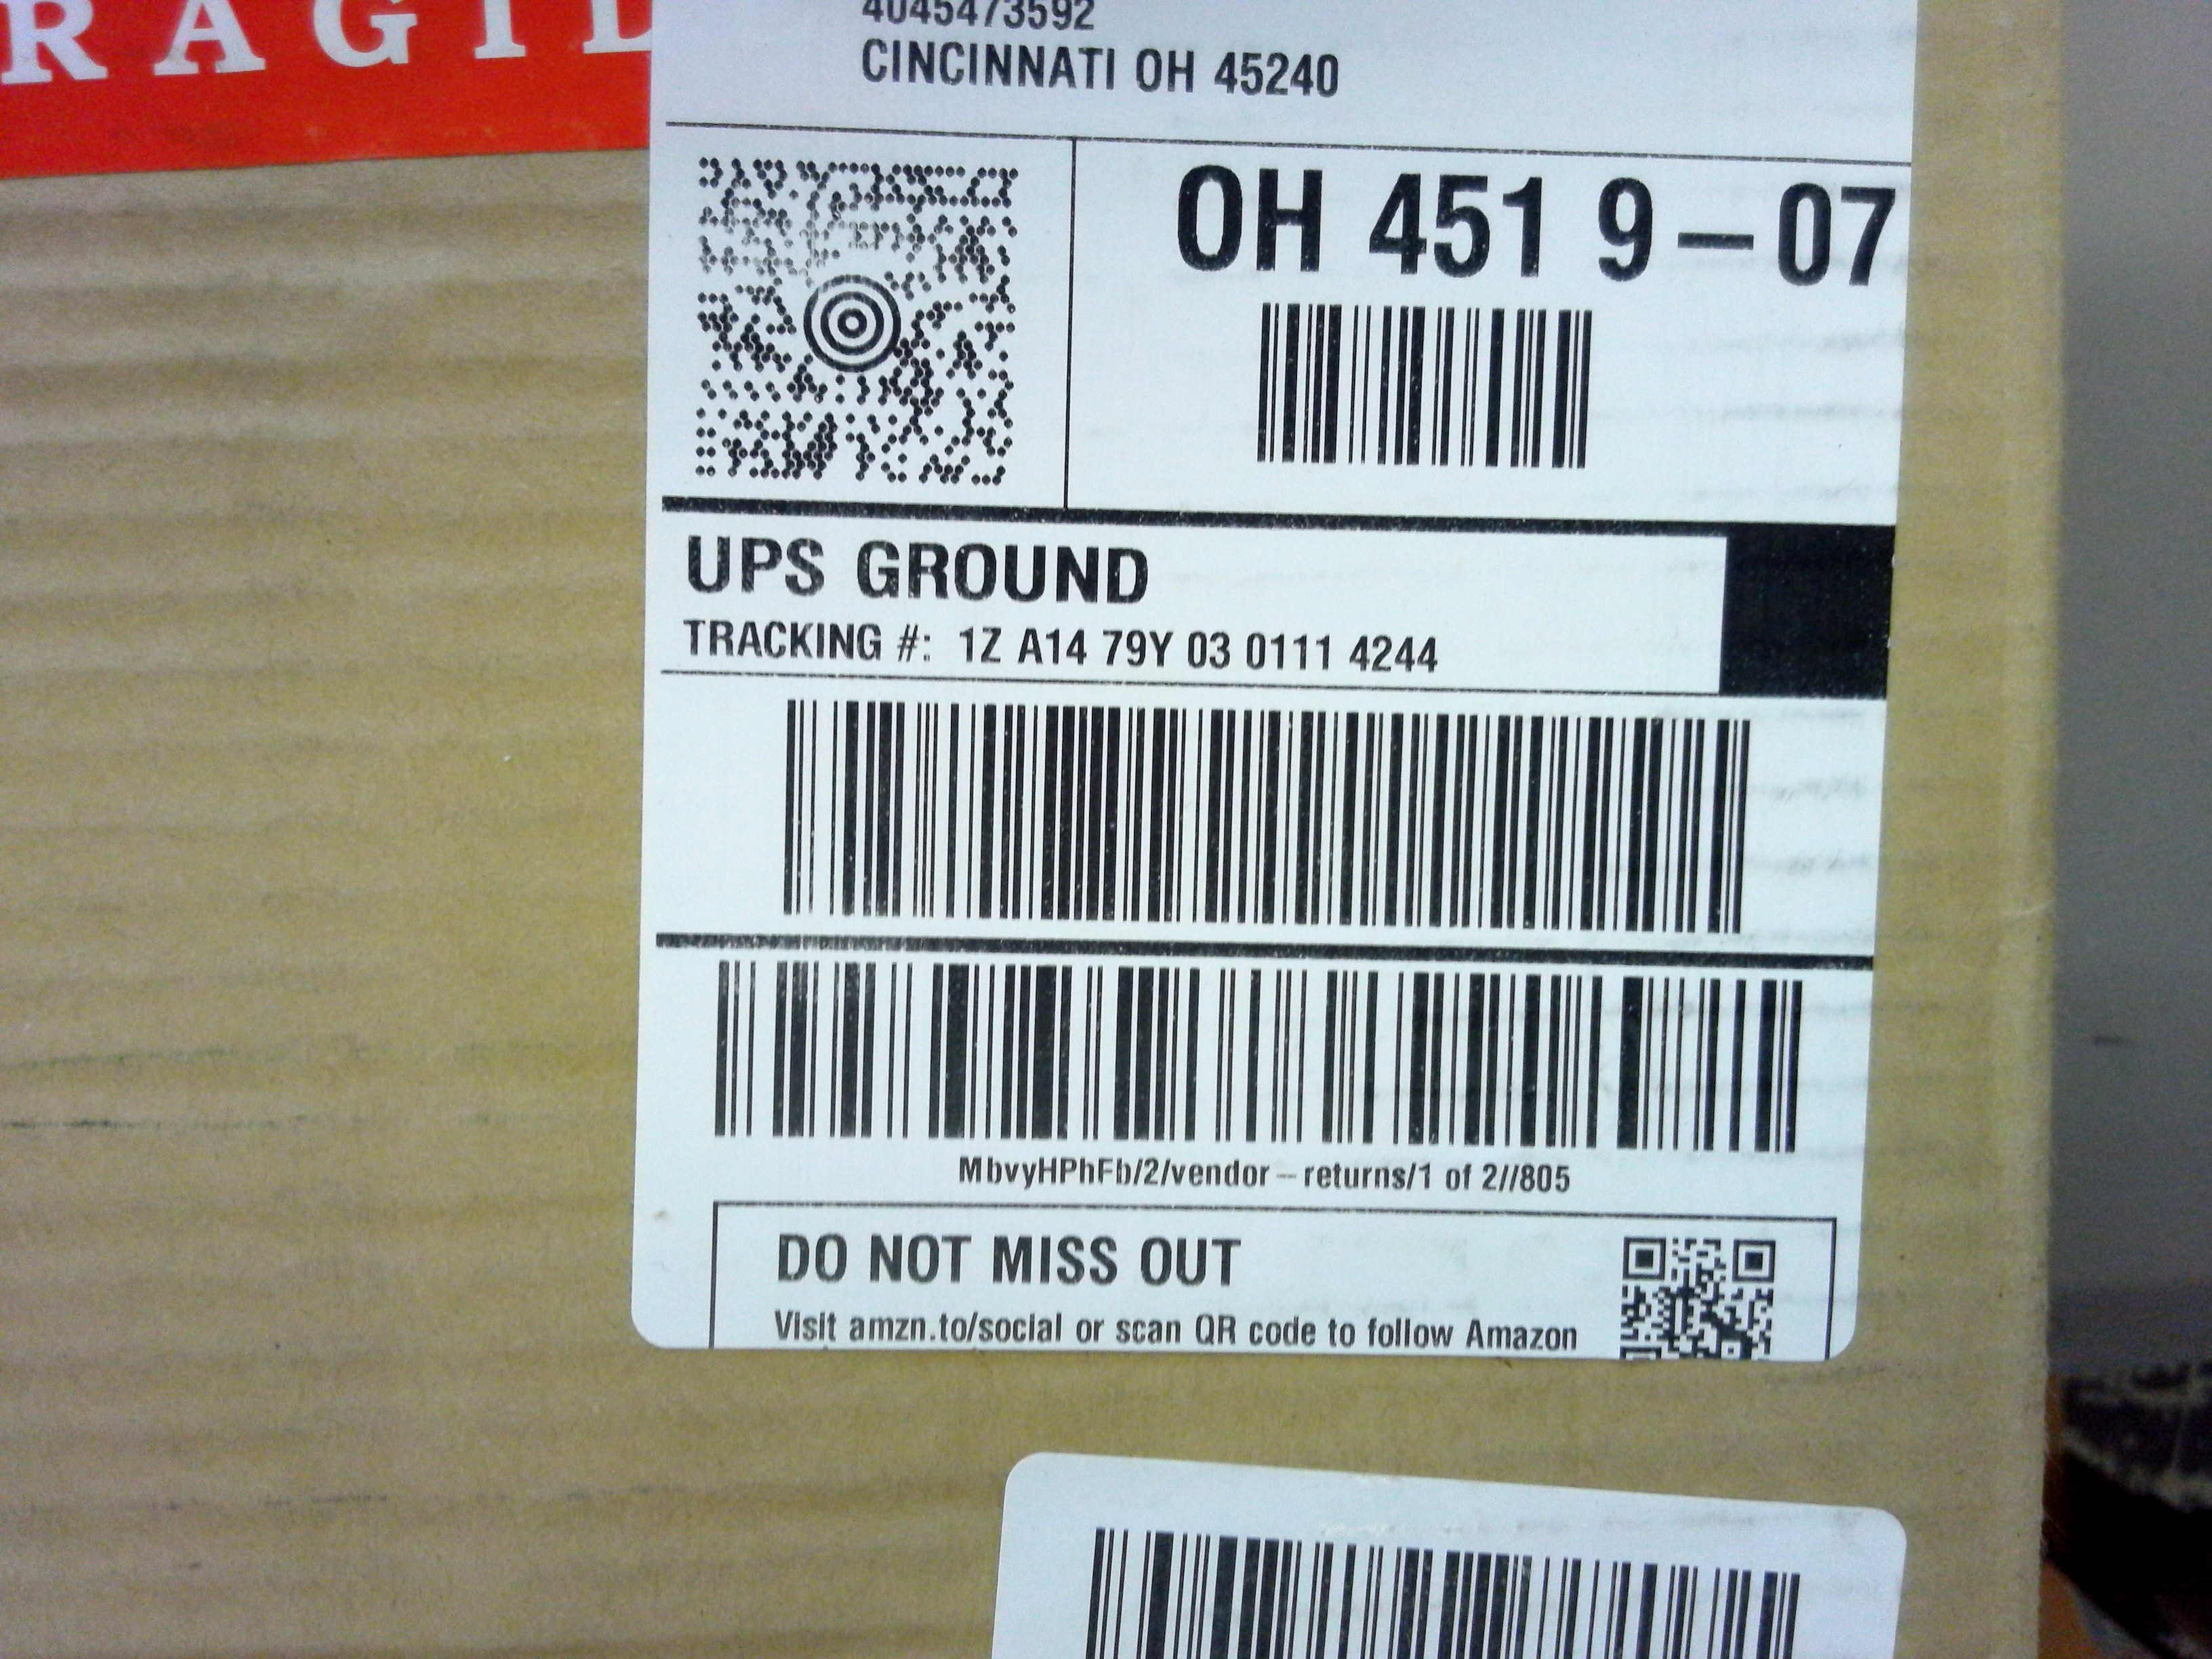 RAGIL
4045473592
CINCINNATI OH 45240
OH 451 9-07
UPS GROUND
TRACKING #: 1Z A14 79Y 03 0111 4244
MbvyHPhFb/2/vendor-returns/1 of 2//805
DO NOT MISS OUT
Visit amzn.to/social or scan QR code to follow Amazon